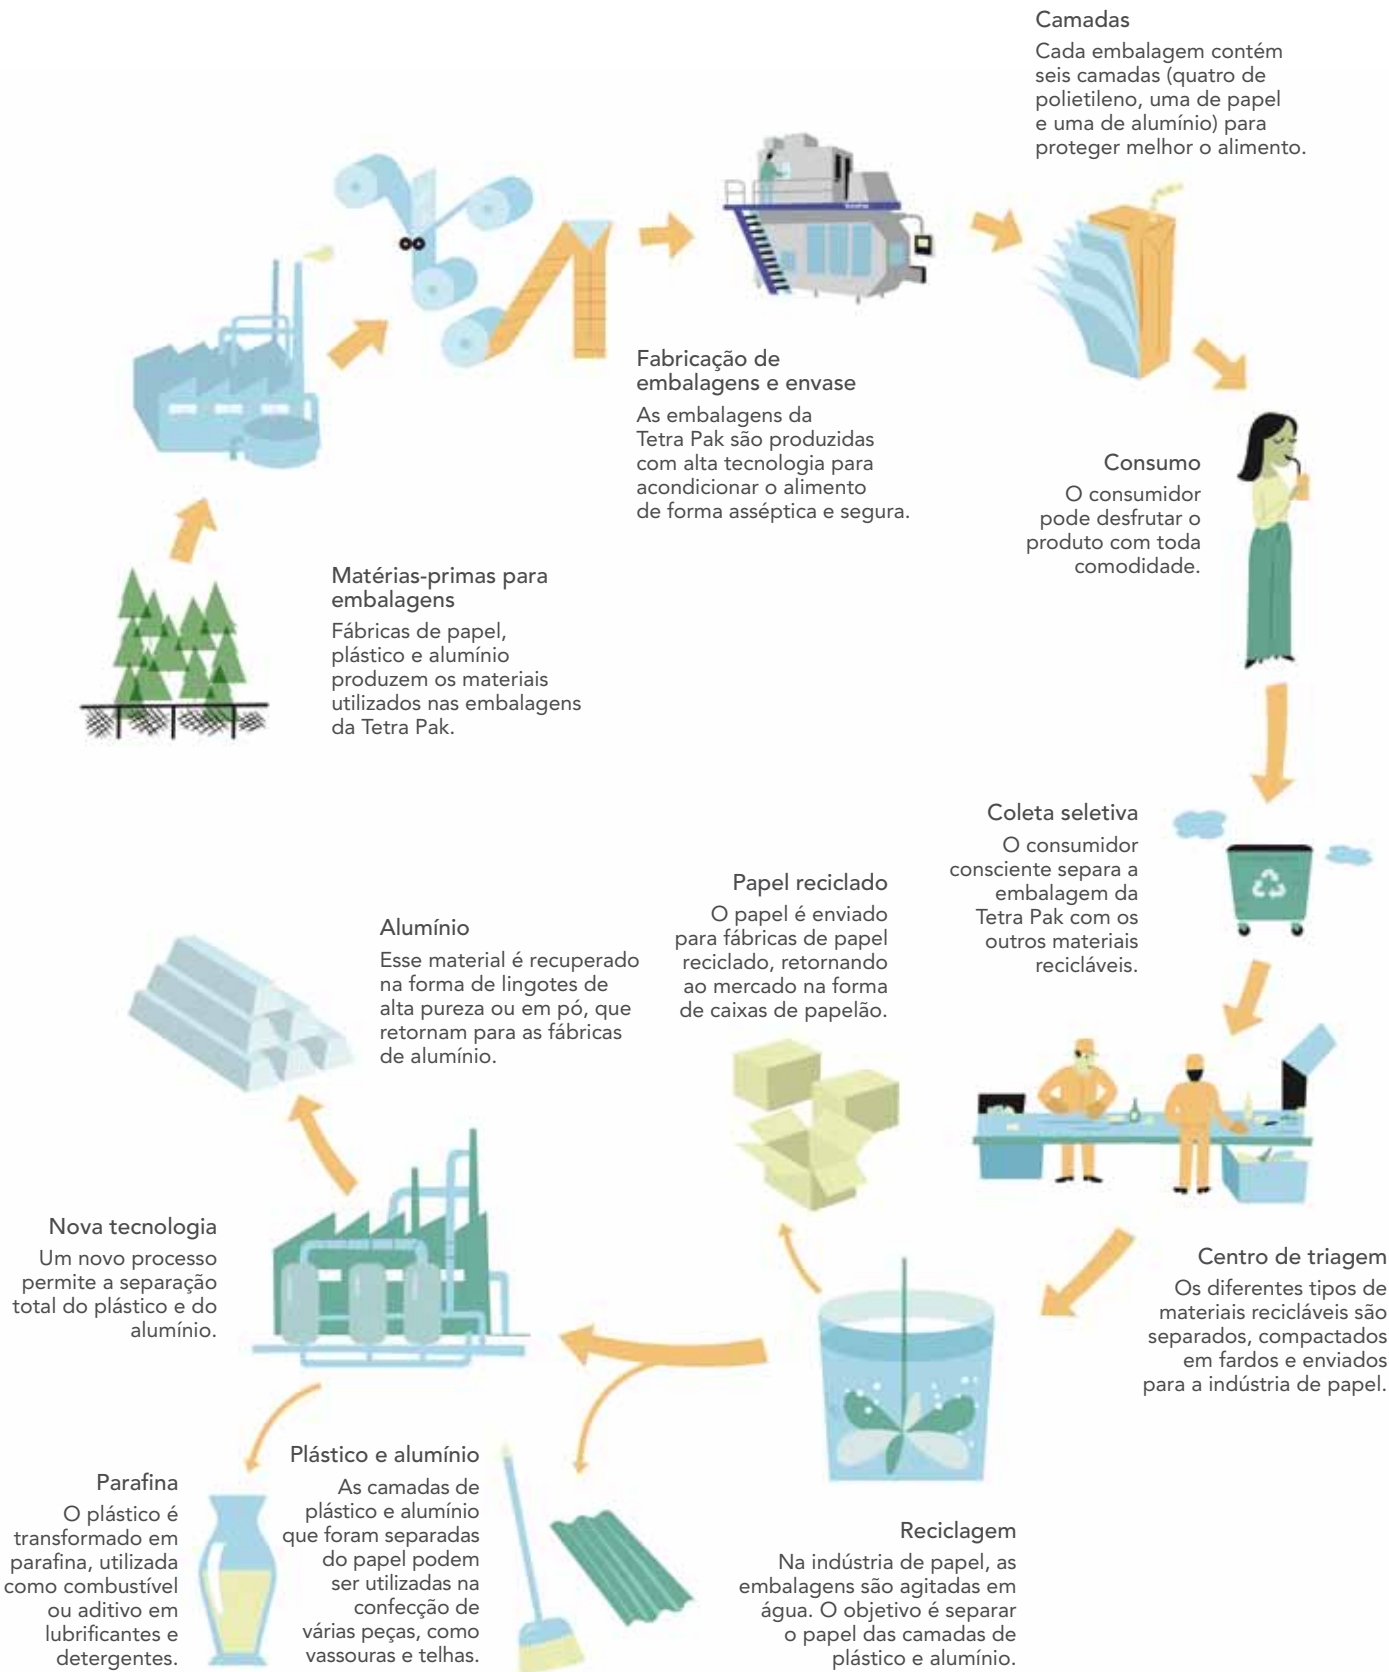 Camadas
Cada embalagem contém
seis camadas (quatro de
polietileno, uma de papel
e uma de alumínio) para
proteger melhor o alimento.
Fabricação de
embalagens e envase
As embalagens da
Tetra Pak são produzidas
com alta tecnologia para
acondicionar o alimento
de forma asséptica e segura.
Matérias-primas para
embalagens
Fábricas de papel,
plástico e alumínio
produzem os materiais
utilizados nas embalagens
da Tetra Pak.
Consumo
O consumidor
pode desfrutar o
produto com toda
comodidade.
Coleta seletiva
O consumidor
consciente separa a
embalagem da
Tetra Pak com os
outros materiais
recicláveis.
Centro de triagem
Os diferentes tipos de
materiais recicláveis são
separados, compactados
em fardos e enviados
para a indústria de papel.
Reciclagem
Na indústria de papel, as
embalagens são agitadas em
água. O objetivo é separar
o papel das camadas de
plástico e alumínio.
Papel reciclado
O papel é enviado
para fábricas de papel
reciclado, retornando
ao mercado na forma
de caixas de papelão.
Plástico e alumínio
As camadas de
plástico e alumínio
que foram separadas
do papel podem
ser utilizadas na
confecção de
várias peças, como
vassouras e telhas.
Nova tecnologia
Um novo processo
permite a separação
total do plástico e do
alumínio.
Alumínio
Esse material é recuperado
na forma de lingotes de
alta pureza ou em pó, que
retornam para as fábricas
de alumínio.
Parafina
O plástico é
transformado em
parafina, utilizada
como combustível
ou aditivo em
lubrificantes e
detergentes.